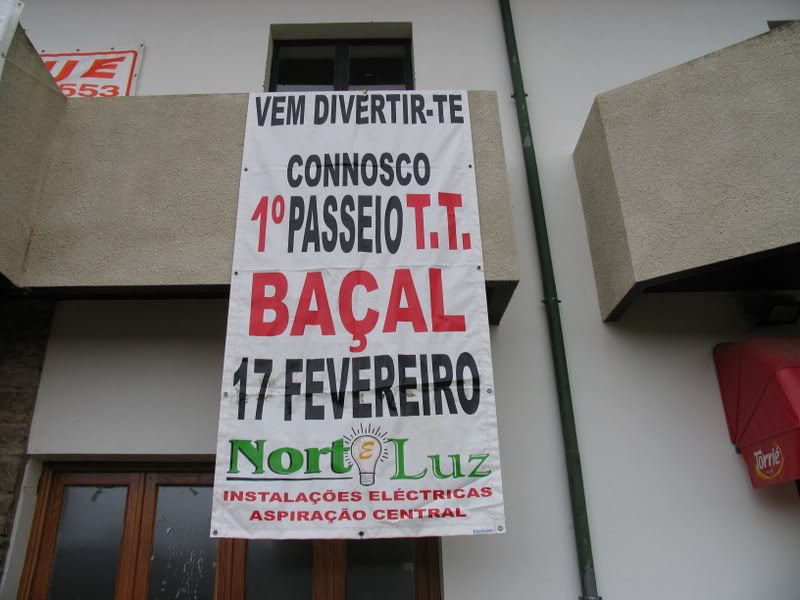 UE
553
VEM DIVERTIR-TE
CONNOSCO
1º PASSEIO T.T.
BAÇAL
17 FEVEREIRO
Norte Luz
INSTALAÇÕES ELÉCTRICAS
ASPIRAÇÃO CENTRAL
Torrié